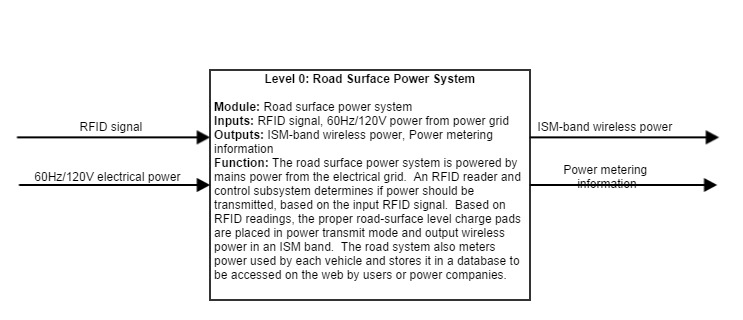 Level 0: Road Surface Power System
Module: Road surface power system
Inputs: RFID signal, 60Hz/120V power from power grid
Outputs: ISM-band wireless power, Power metering
information
Function: The road surface power system is powered by
mains power from the electrical grid.  An RFID reader and
control subsystem determines if power should be
transmitted, based on the input RFID signal.  Based on
RFID readings, the proper road-surface level charge pads
are placed in power transmit mode and output wireless
power in an ISM band.  The road system also meters
power used by each vehicle and stores it in a database to
be accessed on the web by users or power companies.
RFID signal
60Hz/120V electrical power
ISM-band wireless power
Power metering
information